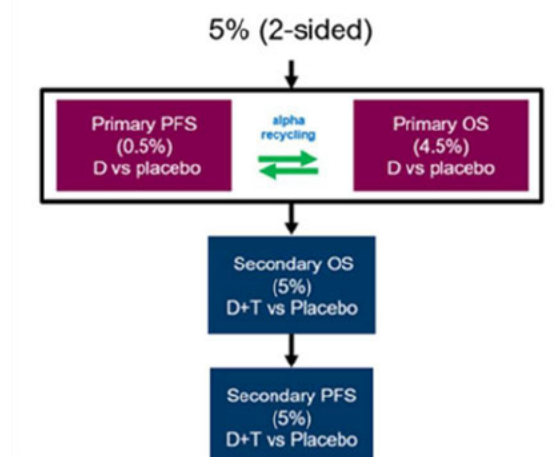 5% (2-sided)
Primary PFS
(0.5%)
D vs placebo
alpha
recycling
Primary OS
(4.5%)
D vs placebo
Secondary OS
(5%)
D+T vs Placebo
Secondary PFS
(5%)
D+T vs Placebo